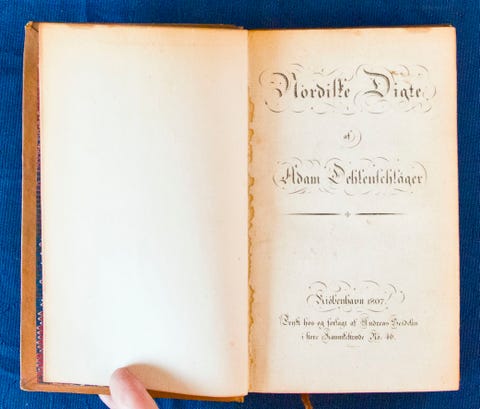 Nordiske Digte
af
Adam Oehlenschläger
Kiøbenhavn 1807.
Trykt hos og forlagt af Andreas Seidelin
i store Kannikestræde No. 46.